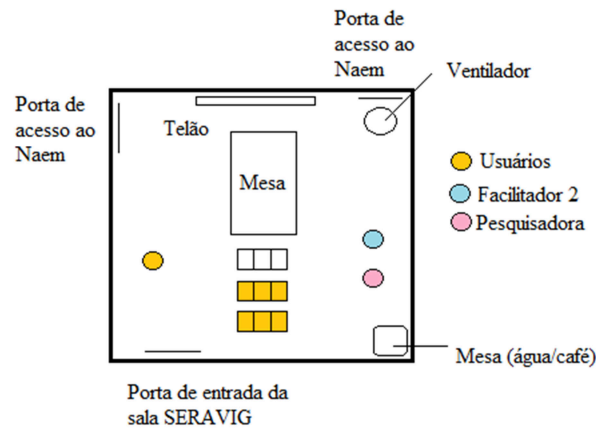 Porta de
acesso ao
Naem
Ventilador
Porta de
acesso ao
Naem
Telão
Mesa
Usuários
Facilitador 2
Pesquisadora
Mesa (água/café)
Porta de entrada da
sala SERAVIG